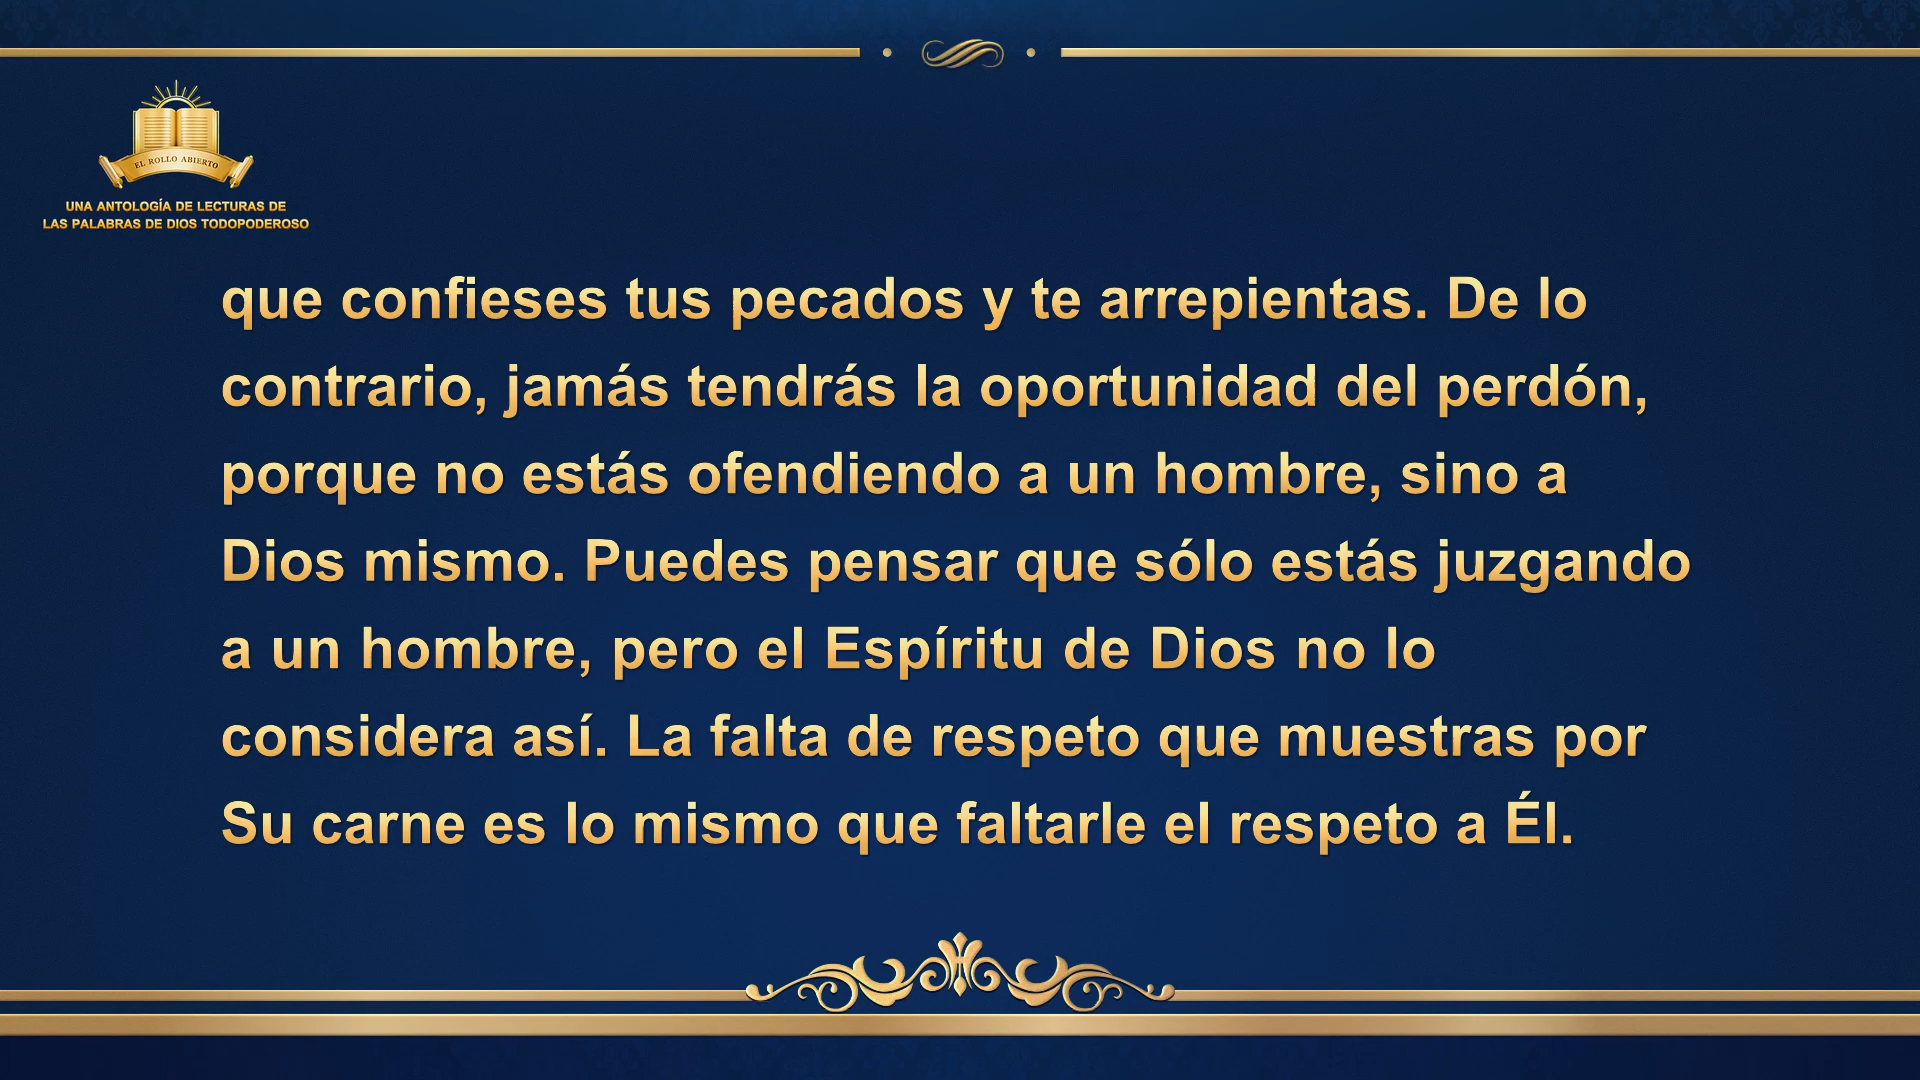 EL ROLLO ABIERTO
UNA ANTOLOGÍA DE LECTURAS DE
LAS PALABRAS DE DIOS TODOPODEROSO
que confieses tus pecados y te arrepientas. De lo
contrario, jamás tendrás la oportunidad del perdón,
porque no estás ofendiendo a un hombre, sino a
Dios mismo. Puedes pensar que sólo estás juzgando
a un hombre, pero el Espíritu de Dios no lo
considera así. La falta de respeto que muestras por
Su carne es lo mismo que faltarle el respeto a Él.